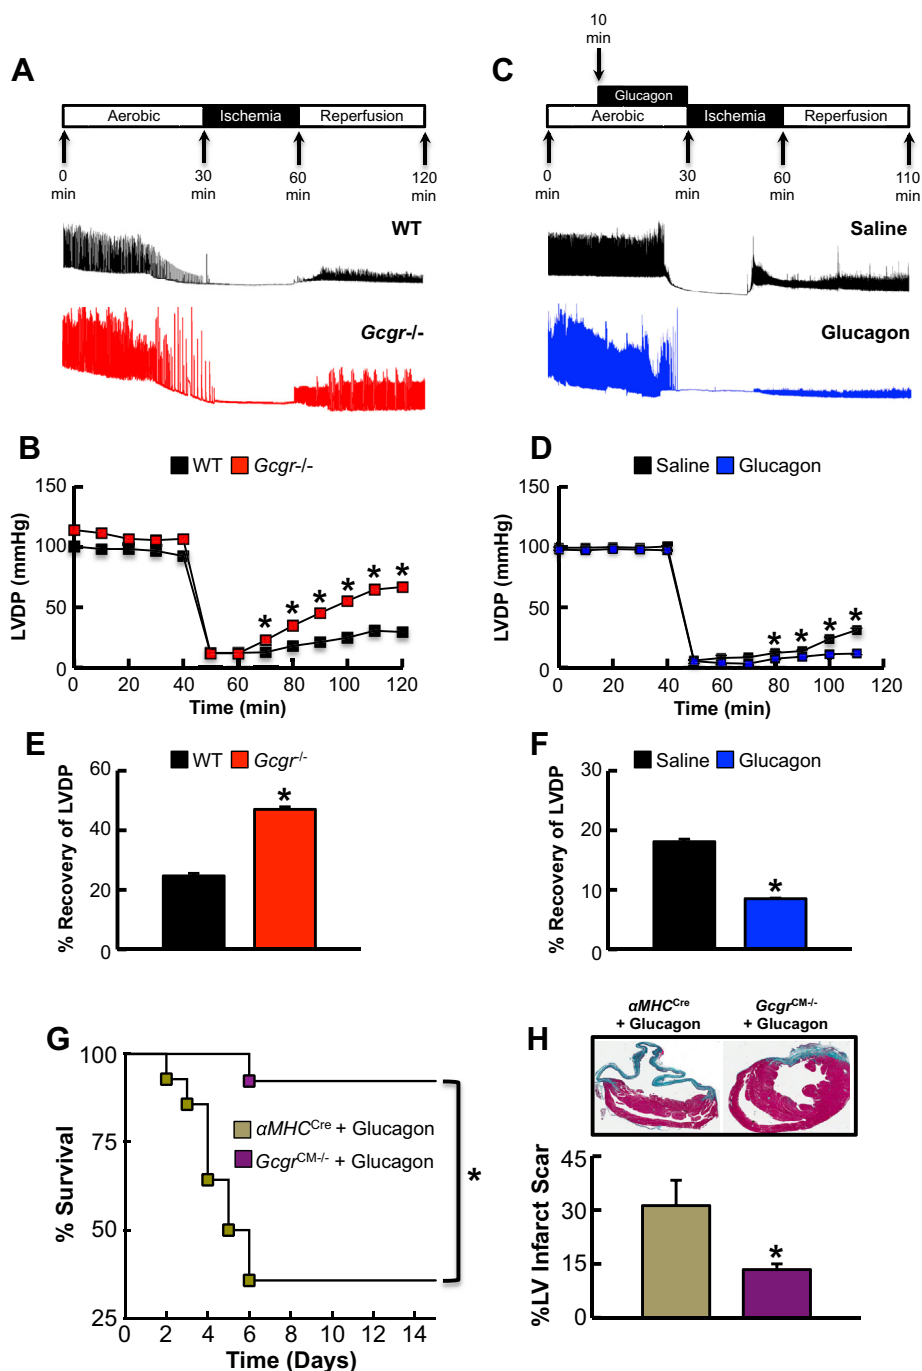 A
Aerobic Ischemia Reperfusion
0 min
30 min
60 min
120 min
WT
Gcgr-/-
C
10 min
Glucagon
Aerobic Ischemia Reperfusion
0 min
30 min
60 min
110 min
Saline
Glucagon
B
WT Gcgr-/-
LVDP (mmHg)
150
100
50
0
* * * * * *
0 20 40 60 80 100 120
Time (min)
D
Saline Glucagon
LVDP (mmHg)
150
100
50
0
* * * *
0 20 40 60 80 100 120
Time (min)
E
WT Gcgr-/-
% Recovery of LVDP
60
40
20
0
*
F
Saline Glucagon
% Recovery of LVDP
30
20
10
0
*
G
% Survival
100
75
50
25
αMHCCre + Glucagon
GcgrCM-/- + Glucagon
*
0 2 4 6 8 10 12 14
Time (Days)
H
αMHCCre
+ Glucagon
GcgrCM-/-
+ Glucagon
%LV Infarct Scar
45
30
15
0
*